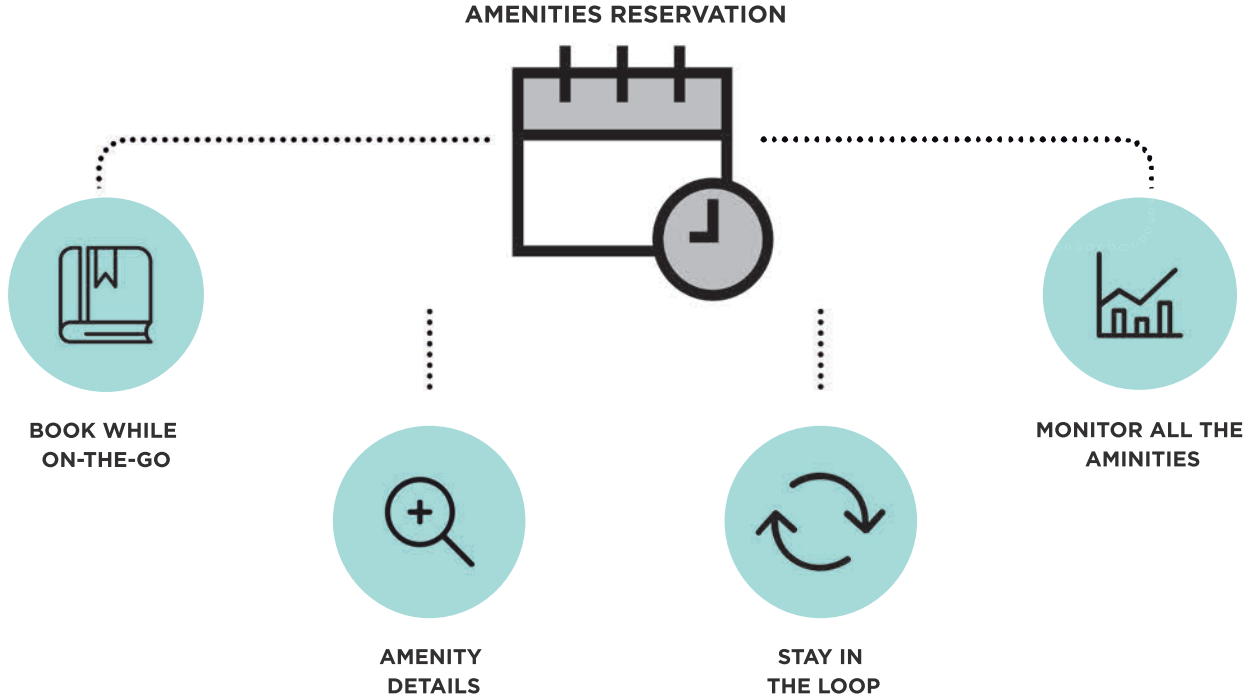 AMENITIES RESERVATION
BOOK WHILE
ON-THE-GO
MONITOR ALL THE
AMINITIES
AMENITY
DETAILS
STAY IN
THE LOOP